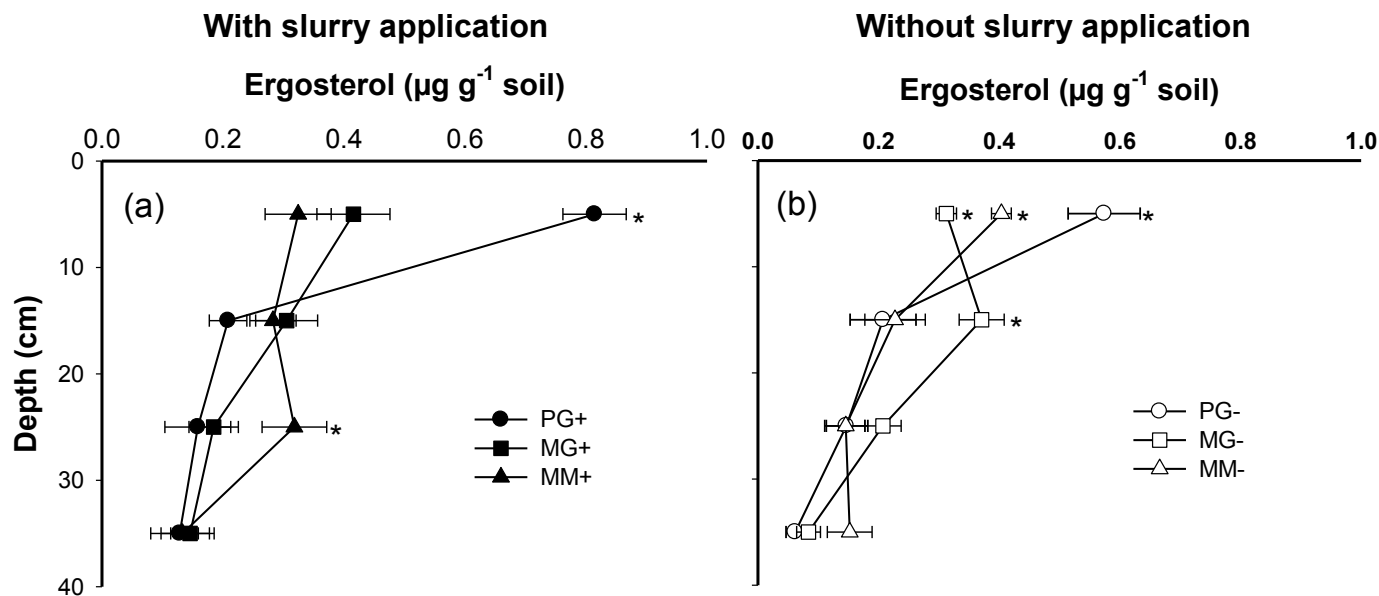 With slurry application
Ergosterol (µg g-1 soil)
0.0 0.2 0.4 0.6 0.8 1.0
0
10
20
30
40
Depth (cm)
(a)
*
*
PG+
MG+
MM+
Without slurry application
Ergosterol (µg g-1 soil)
0.0 0.2 0.4 0.6 0.8 1.0
(b)
* * *
*
PG-
MG-
MM-